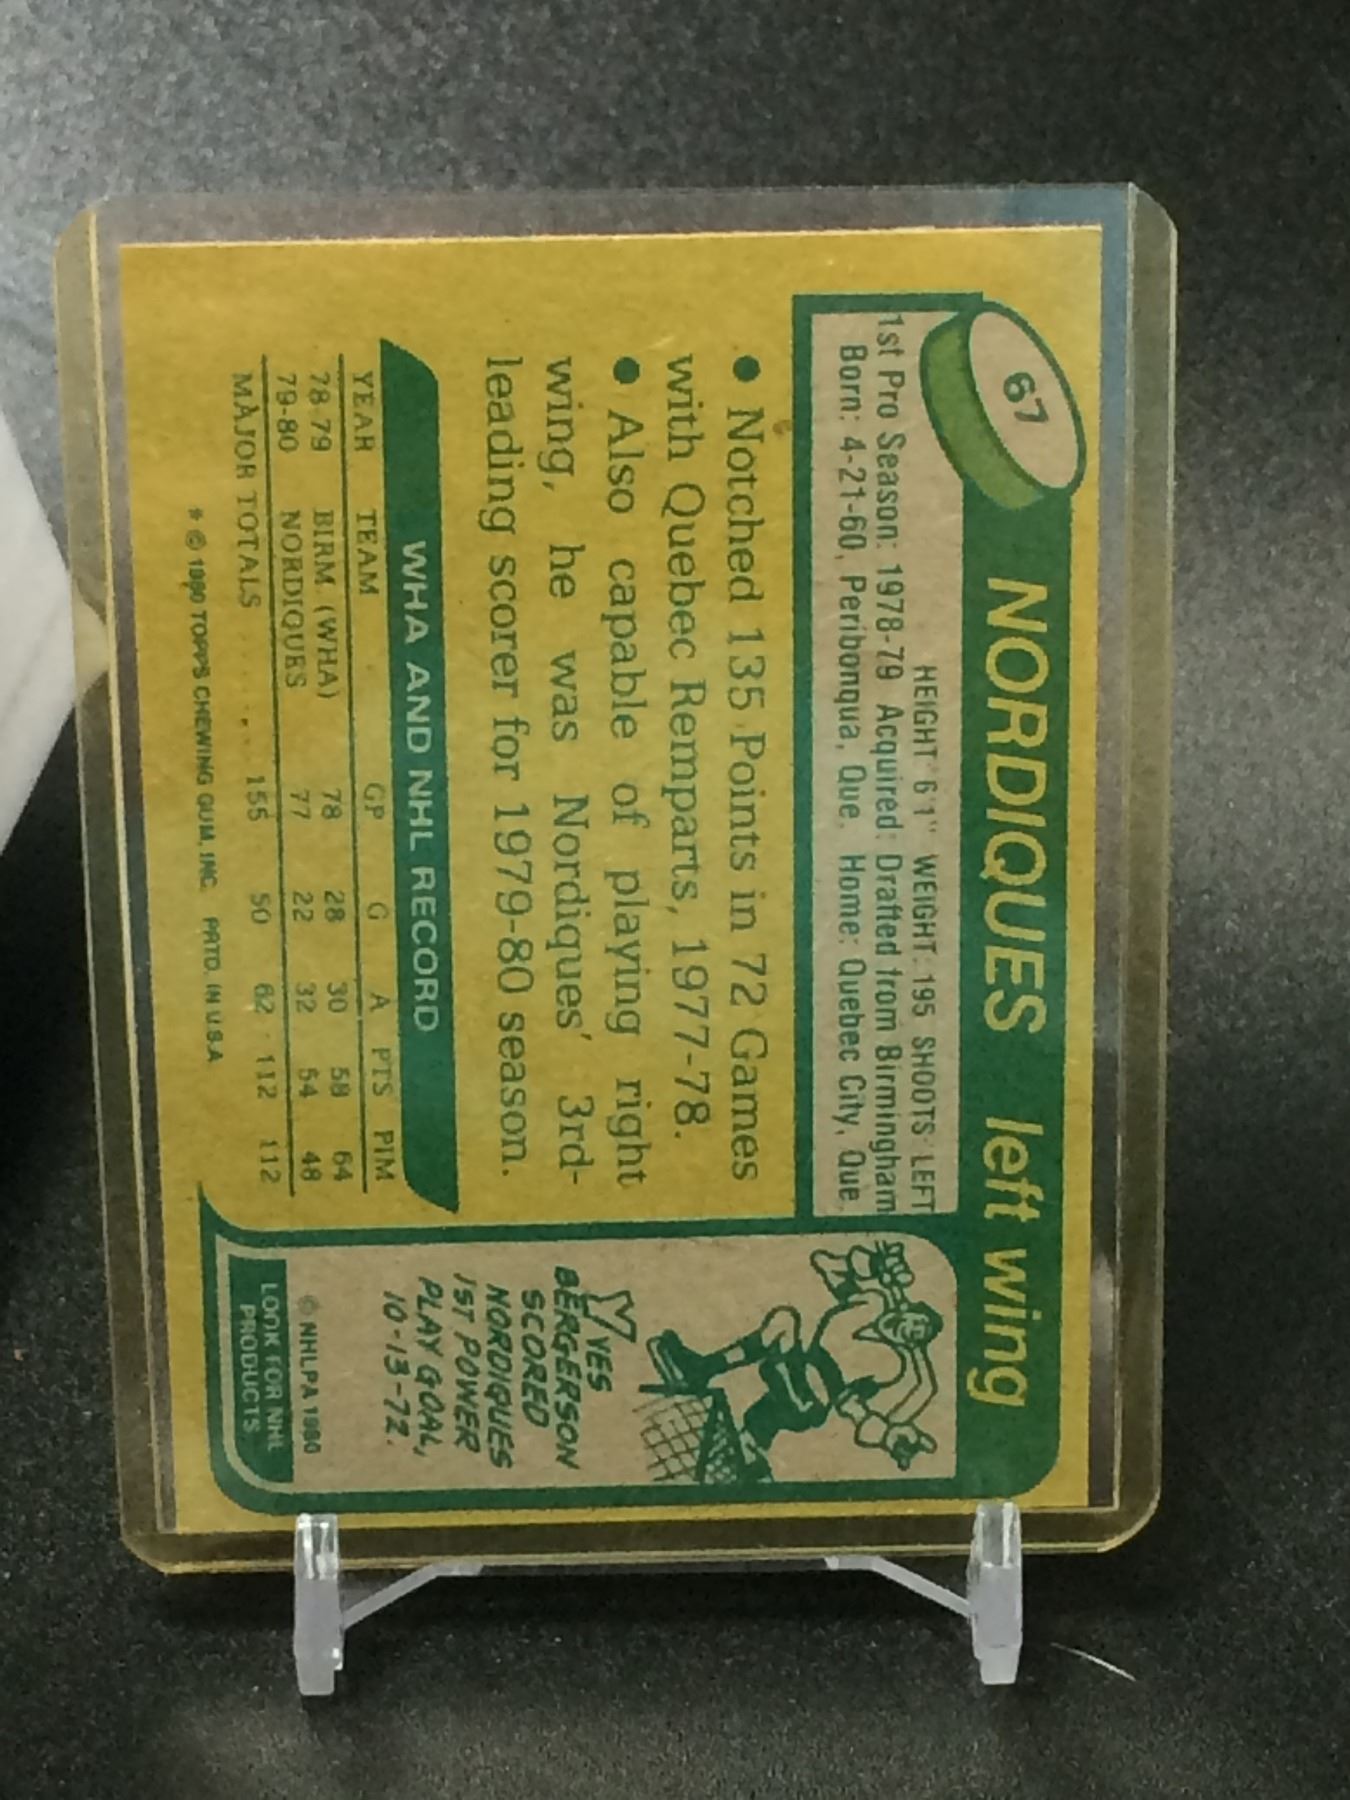 67
NORDIQUES left wing
HEIGHT: 6'1" WEIGHT: 195 SHOOTS: LEFT
1st Pro Season: 1978-79 Acquired: Drafted from Birmingham
Born: 4-21-60, Peribonqua, Que. Home: Quebec City, Que.
● Notched 135 Points in 72 Games
with Quebec Remparts, 1977-78.
● Also capable of playing right
wing, he was Nordiques' 3rd-
leading scorer for 1979-80 season.
WHA AND NHL RECORD
YEAR TEAM GP G A PTS PIM
78-79 BIRM. (WHA) 78 28 30 58 64
79-80 NORDIQUES 77 22 32 54 48
MAJOR TOTALS ..... 155 50 62 112 112
* © 1980 TOPPS CHEWING GUM, INC. PRTD. IN U.S.A.
YVES
BERGERSON
SCORED
NORDIQUES
1ST POWER
PLAY GOAL,
10-13-72.
© NHLPA 1980
LOOK FOR NHL
PRODUCTS